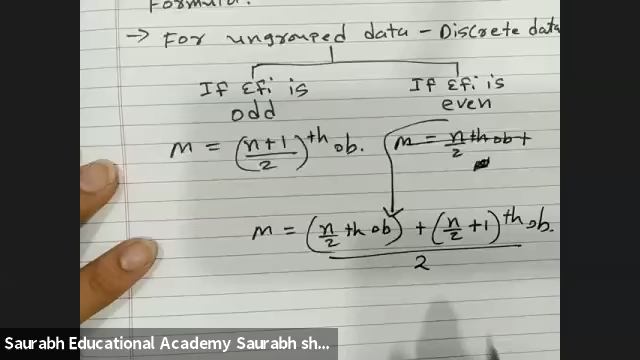 Formula:
→ For ungrouped data - Discrete data
If Σfi is odd
If Σfi is even
m = (n+1/2)th ob.
m = n/2 th ob +
m = (n/2 th ob) + (n/2 + 1)th ob.
2
Saurabh Educational Academy Saurabh sh...